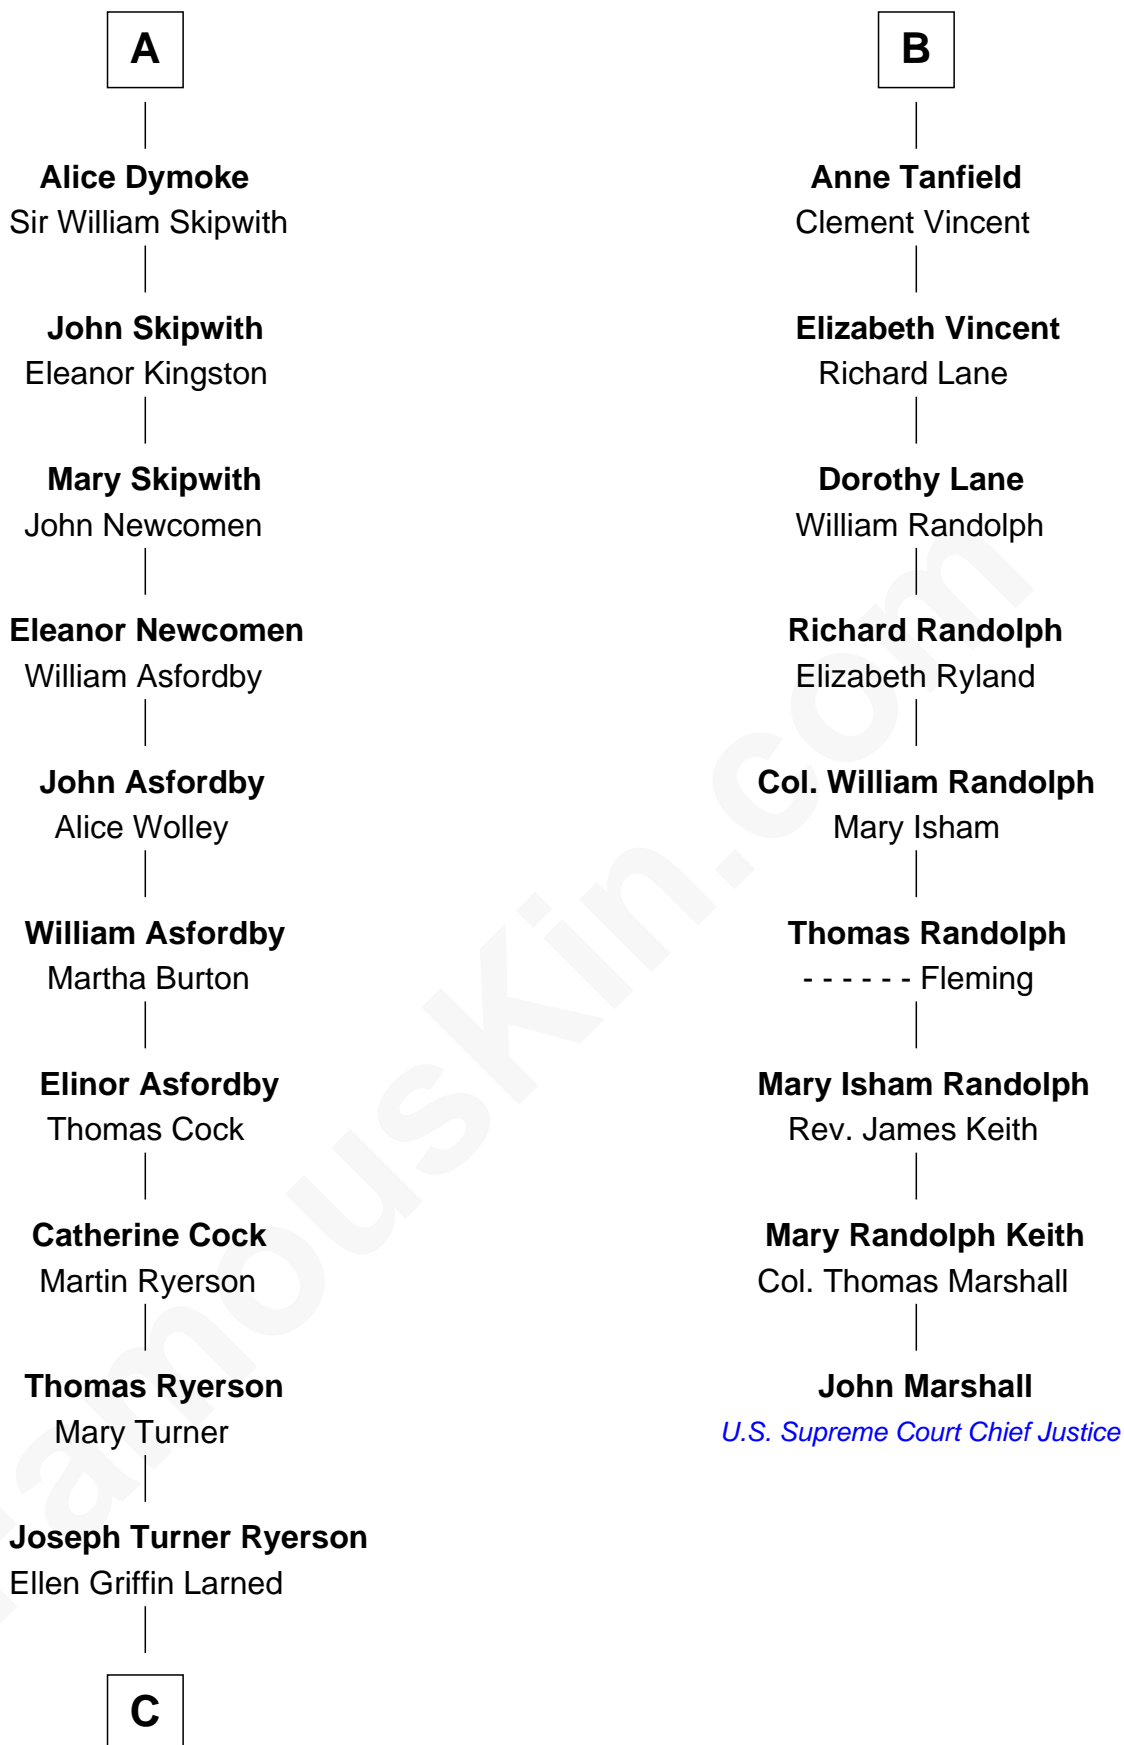 A
Alice Dymoke
Sir William Skipwith
John Skipwith
Eleanor Kingston
Mary Skipwith
John Newcomen
Eleanor Newcomen
William Asfordby
John Asfordby
Alice Wolley
William Asfordby
Martha Burton
Elinor Asfordby
Thomas Cock
Catherine Cock
Martin Ryerson
Thomas Ryerson
Mary Turner
Joseph Turner Ryerson
Ellen Griffin Larned
C
B
Anne Tanfield
Clement Vincent
Elizabeth Vincent
Richard Lane
Dorothy Lane
William Randolph
Richard Randolph
Elizabeth Ryland
Col. William Randolph
Mary Isham
Thomas Randolph
- - - - - - Fleming
Mary Isham Randolph
Rev. James Keith
Mary Randolph Keith
Col. Thomas Marshall
John Marshall
U.S. Supreme Court Chief Justice
FamousKin.com